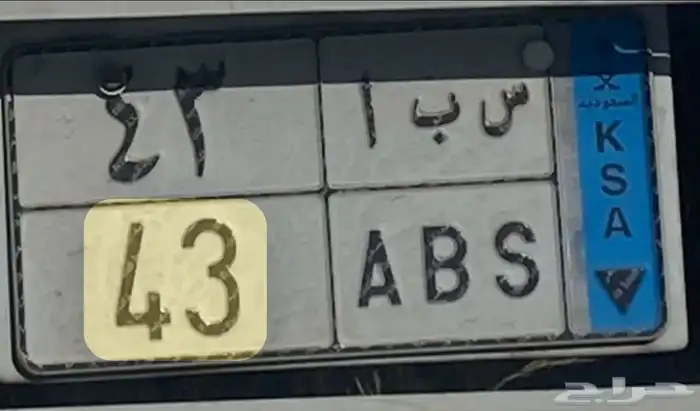 ٤٣
س ب ا
43
ABS
السعودية
KSA
حراج